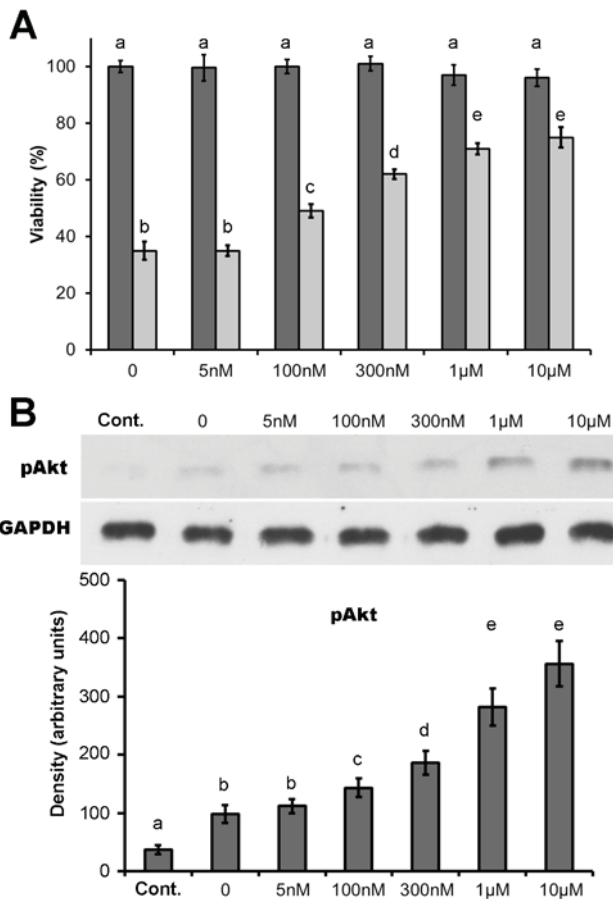 A
a a a a a a
e
e
d
c
b b
100
80
60
40
20
0
Viability (%)
0 5nM 100nM 300nM 1µM 10µM
B
Cont. 0 5nM 100nM 300nM 1µM 10µM
pAkt
GAPDH
500
400
300
200
100
0
Density (arbitrary units)
pAkt
a b b c d e e
Cont. 0 5nM 100nM 300nM 1µM 10µM